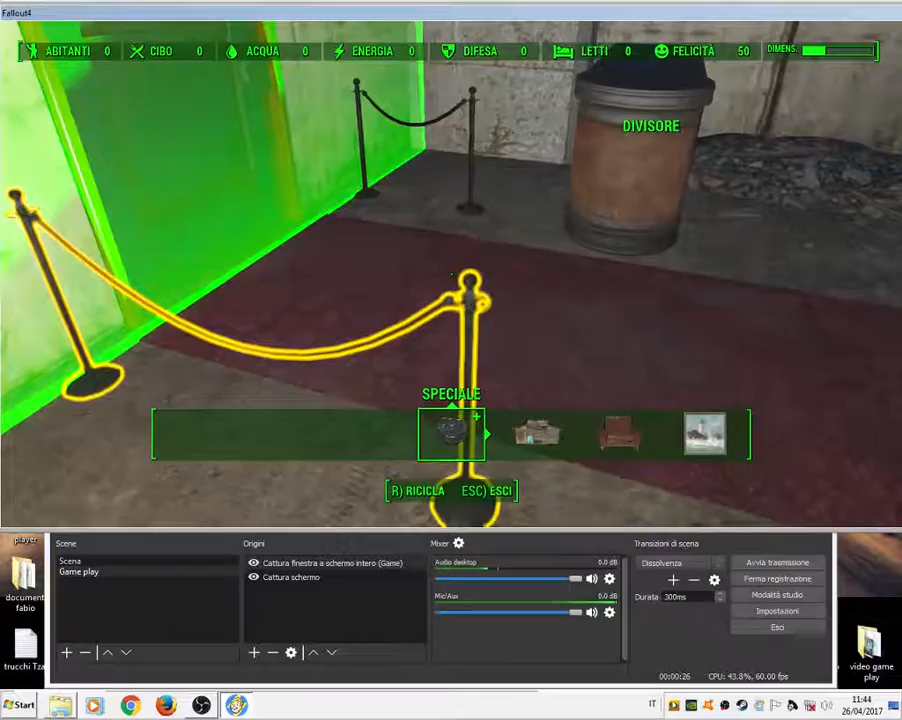 Fallout4
ABITANTI 0 CIBO 0 ACQUA 0 ENERGIA 0 DIFESA 0 LETTI 0 FELICITÀ 50 DIMENS.
DIVISORE
SPECIALE
R) RICICLA ESC) ESCI
player
document fabio
trucchi Tza
Scene
Scena
Game play
Origini
Cattura finestra a schermo intero (Game)
Cattura schermo
Mixer
Audio desktop 0.0 dB
Mic/Aux 0.0 dB
Transizioni di scena
Dissolvenza
Durata 300ms
Avvia trasmissione
Ferma registrazione
Modalità studio
Impostazioni
Esci
00:00:26 CPU: 43.8%, 60.00 fps
video game play
Start
IT
11:44
26/04/2017